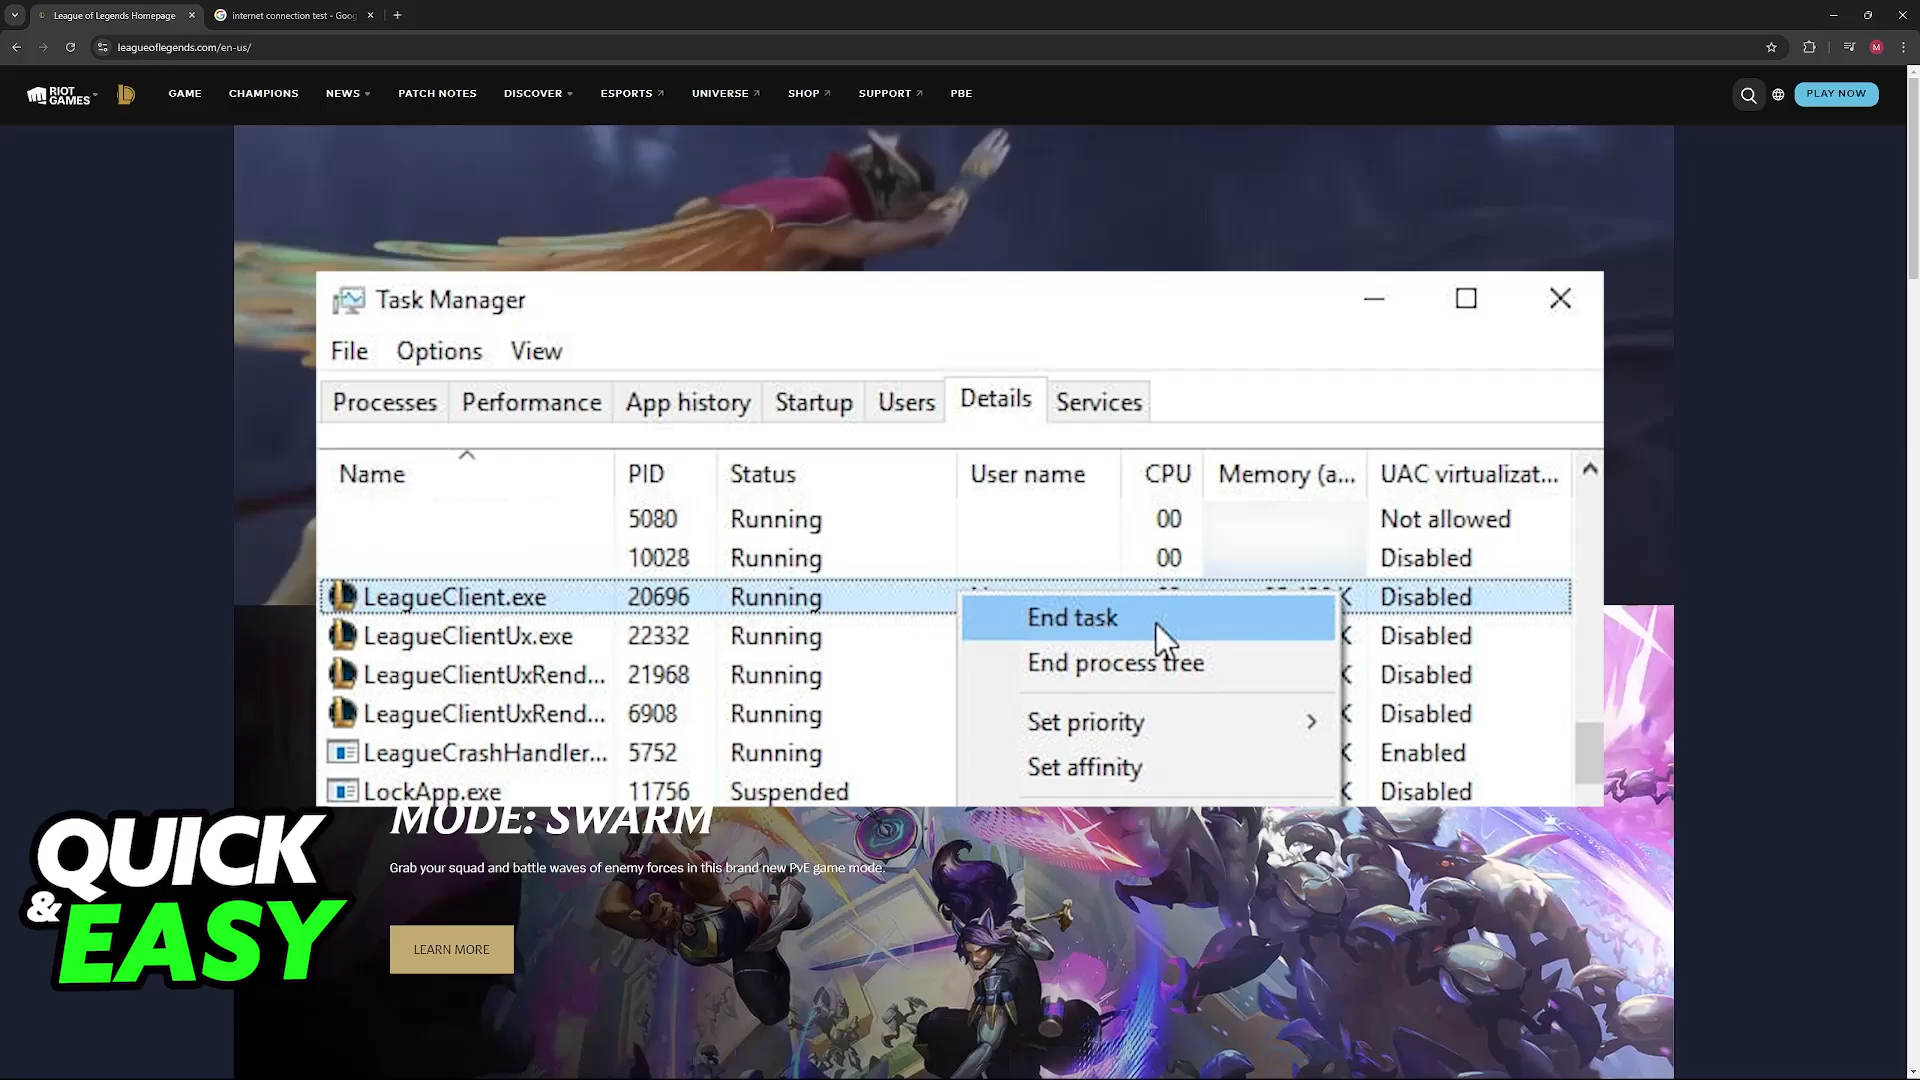 League of Legends Homepage
internet connection test - Goog
leagueoflegends.com/en-us/
M
RIOT GAMES
GAME CHAMPIONS NEWS PATCH NOTES DISCOVER ESPORTS UNIVERSE SHOP SUPPORT PBE
PLAY NOW
Task Manager
File Options View
Processes Performance App history Startup Users Details Services
Name PID Status User name CPU Memory (a... UAC virtualizat...
5080 Running 00 Not allowed
10028 Running 00 Disabled
LeagueClient.exe 20696 Running Disabled
End task
LeagueClientUx.exe 22332 Running Disabled
End process tree
LeagueClientUxRend... 21968 Running Disabled
LeagueClientUxRend... 6908 Running Disabled
Set priority
LeagueCrashHandler... 5752 Running Enabled
Set affinity
LockApp.exe 11756 Suspended Disabled
MODE: SWARM
Grab your squad and battle waves of enemy forces in this brand new PvE game mode.
LEARN MORE
QUICK
& EASY